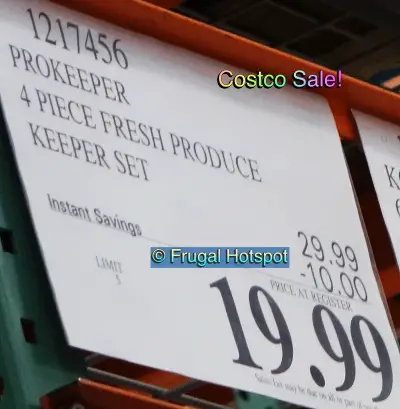 1217456
Costco Sale!
PROKEEPER
4 PIECE FRESH PRODUCE
KEEPER SET
Instant Savings
29.99
-10.00
© Frugal Hotspot
LIMIT
5
PRICE AT REGISTER
19.99